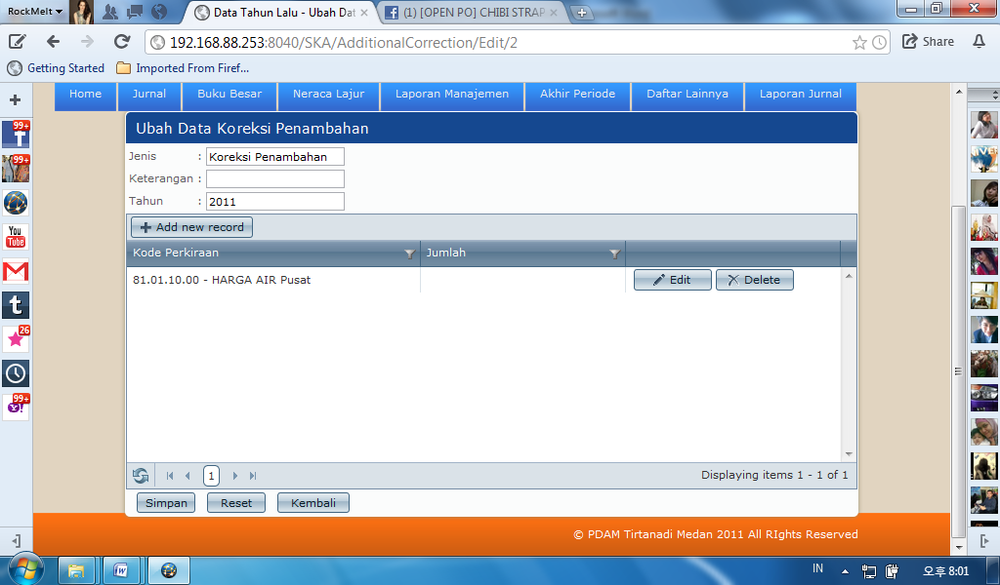 RockMelt
Data Tahun Lalu - Ubah Dat
(1) [OPEN PO] CHIBI STRAP
192.168.88.253:8040/SKA/AdditionalCorrection/Edit/2
Share
Getting Started
Imported From Firef...
Home
Jurnal
Buku Besar
Neraca Lajur
Laporan Manajemen
Akhir Periode
Daftar Lainnya
Laporan Jurnal
99+
99+
You
Tube
26
99+
Ubah Data Koreksi Penambahan
Jenis : Koreksi Penambahan
Keterangan :
Tahun : 2011
Add new record
Kode Perkiraan
Jumlah
81.01.10.00 - HARGA AIR Pusat
Edit
Delete
1
Displaying items 1 - 1 of 1
Simpan
Reset
Kembali
© PDAM Tirtanadi Medan 2011 All RIghts Reserved
IN
오후 8:01